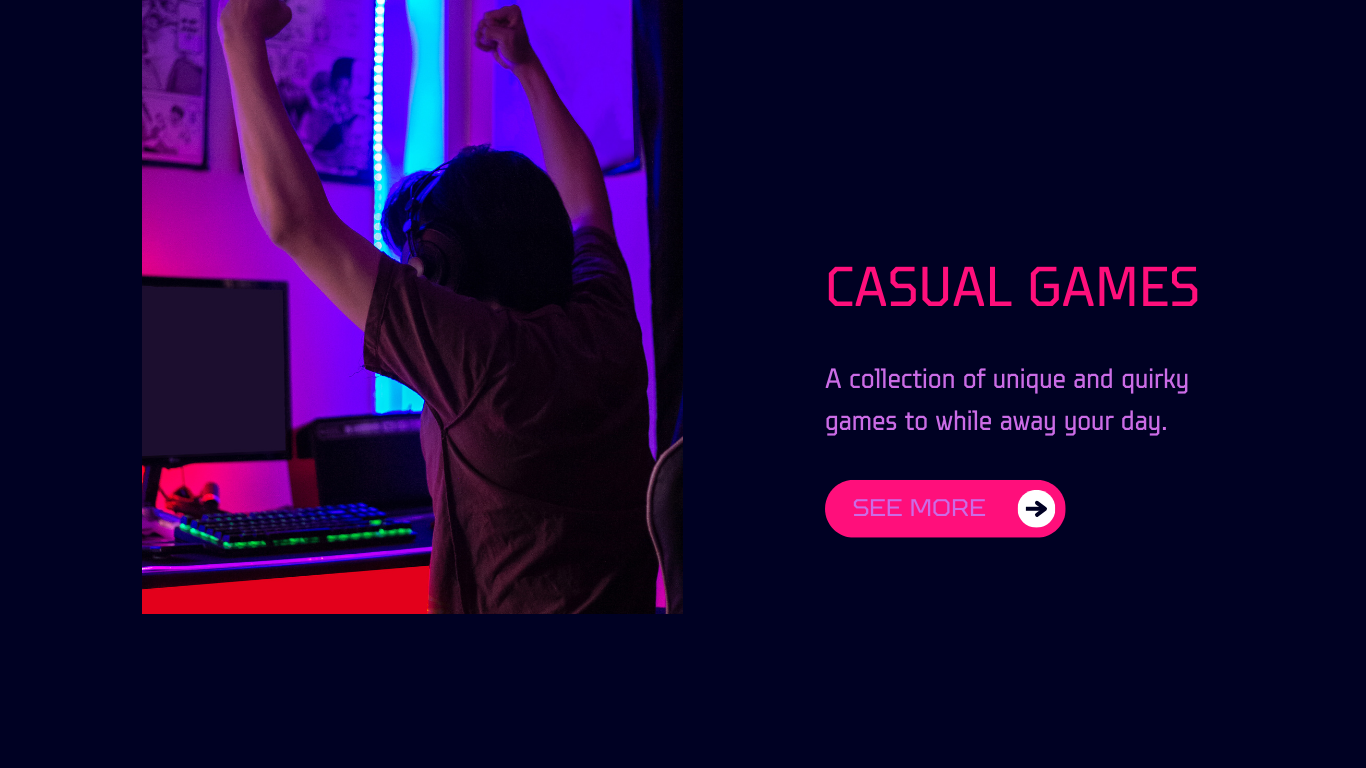 CASUAL GAMES
A collection of unique and quirky
games to while away your day.
SEE MORE